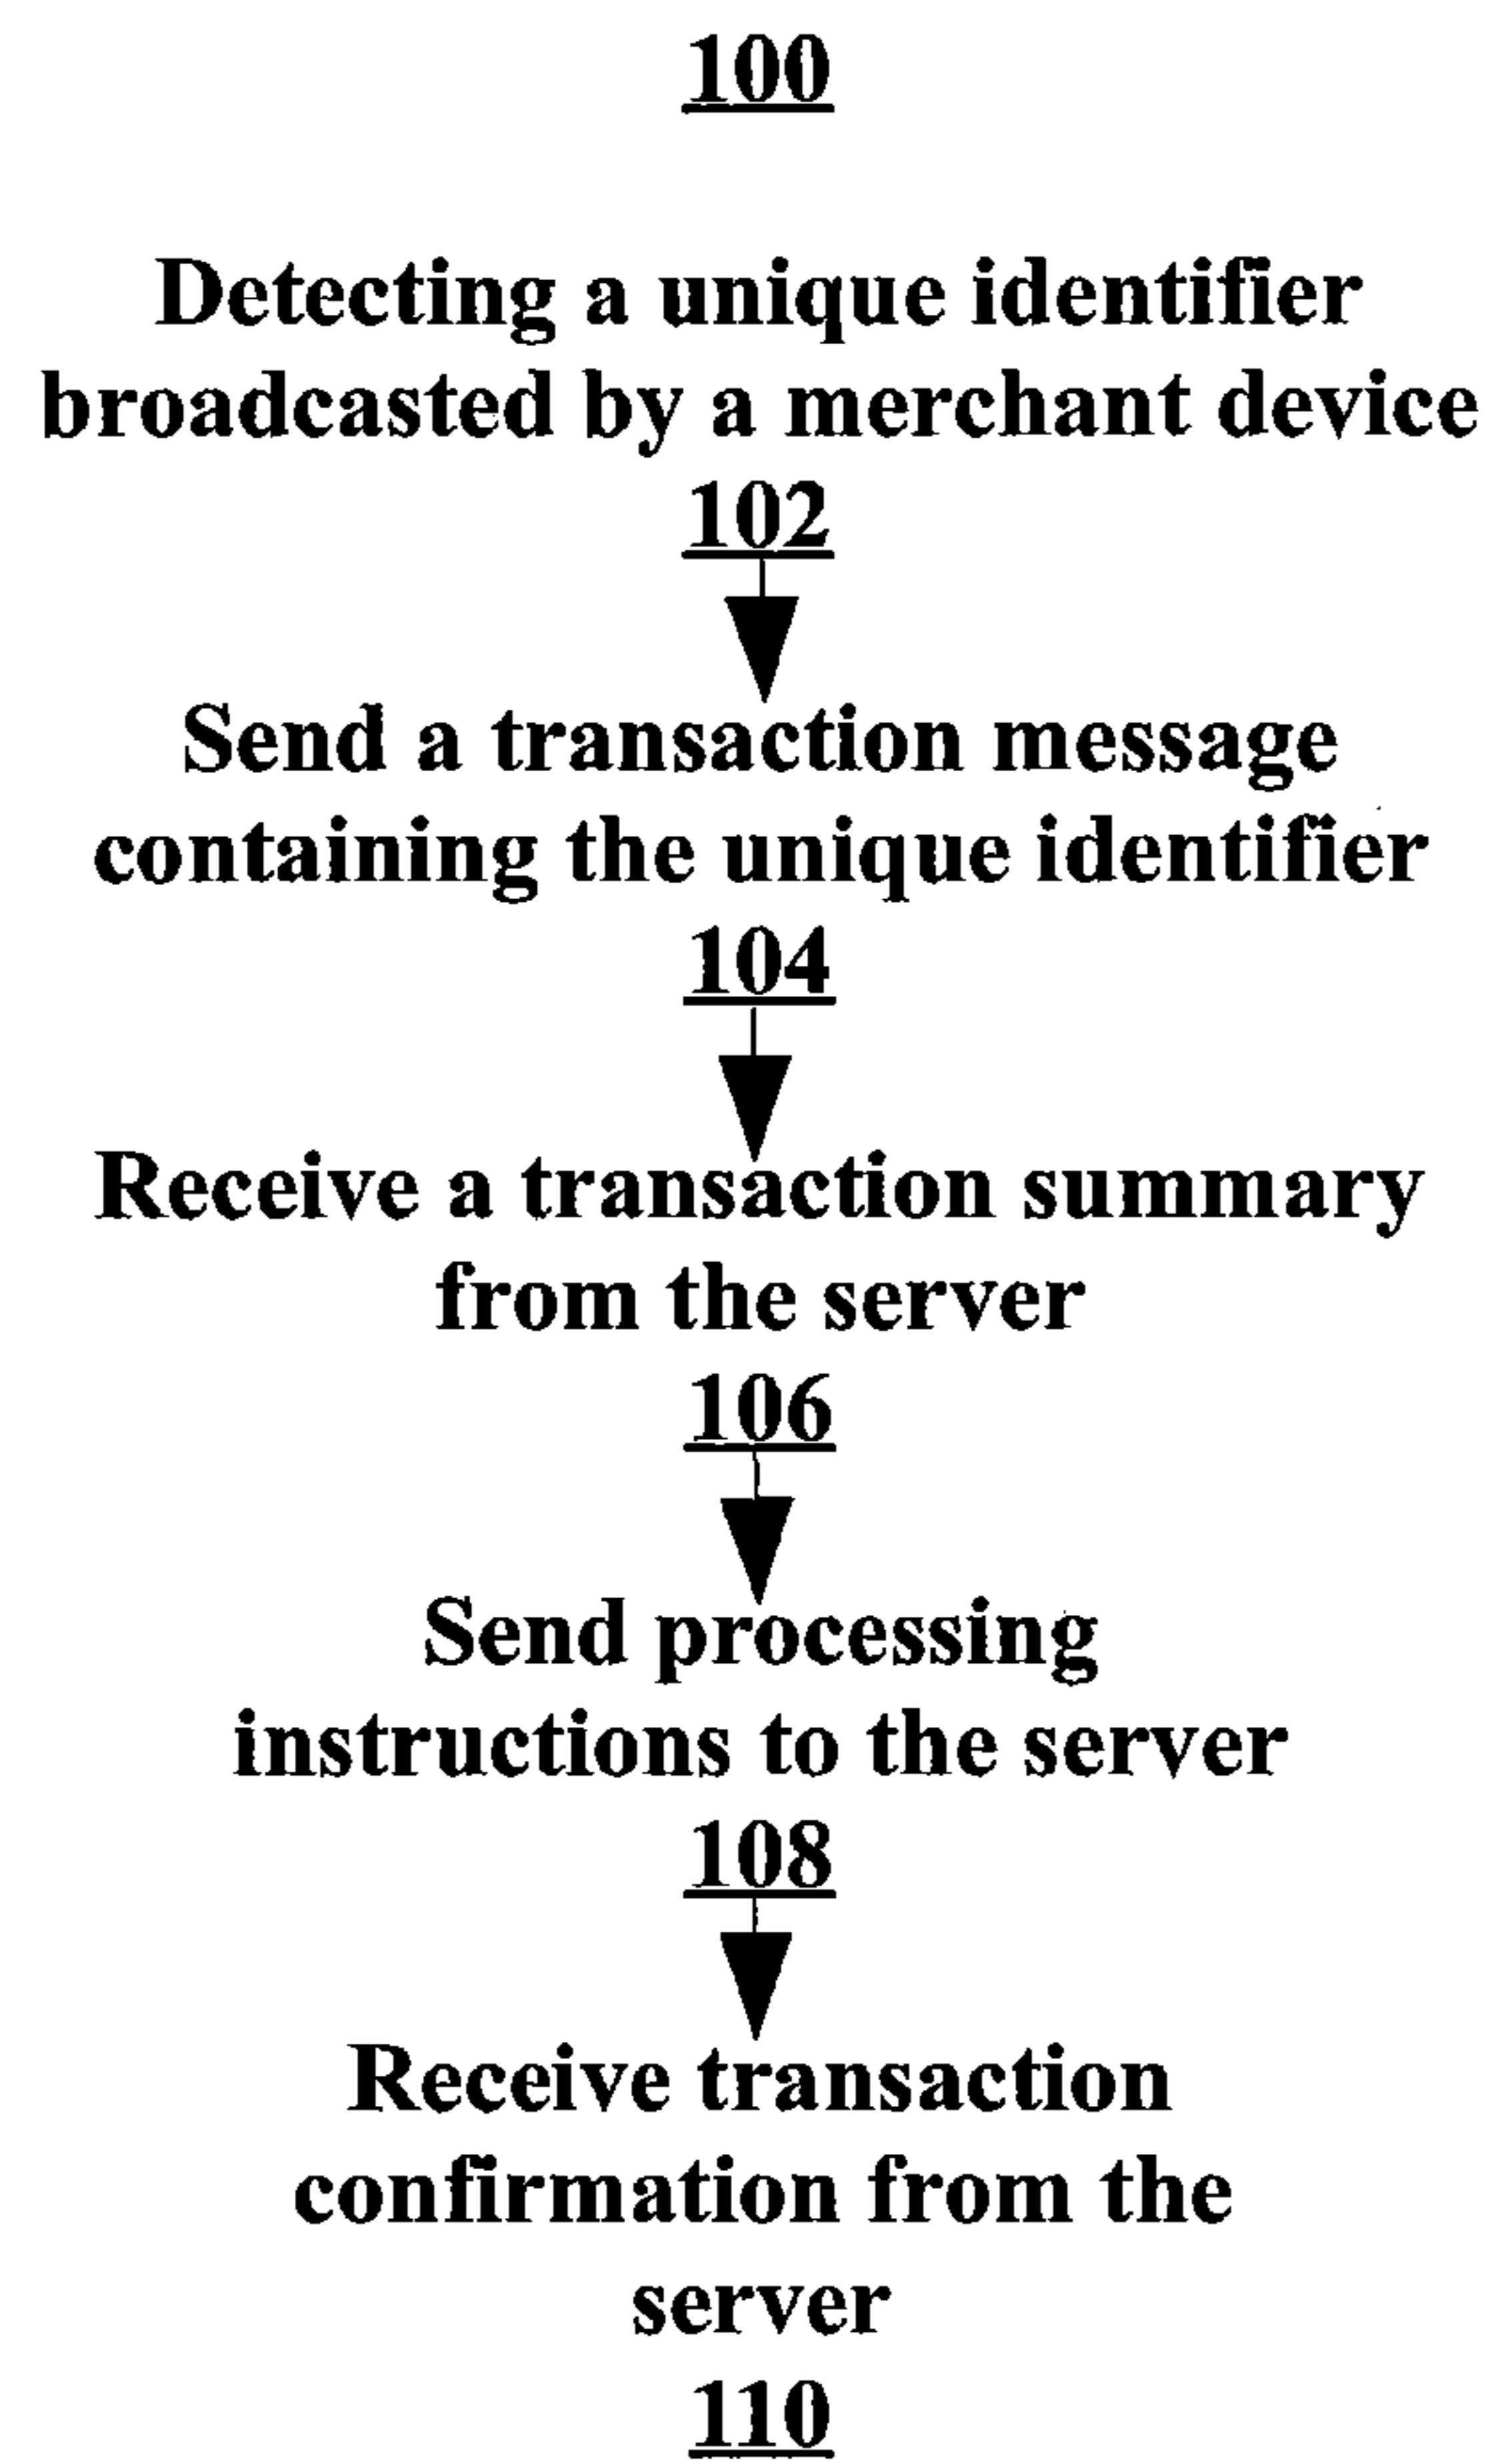 100
Detecting a unique identifier
broadcasted by a merchant device
102
Send a transaction message
containing the unique identifier
104
Receive a transaction summary
from the server
106
Send processing
instructions to the server
108
Receive transaction
confirmation from the
server
110